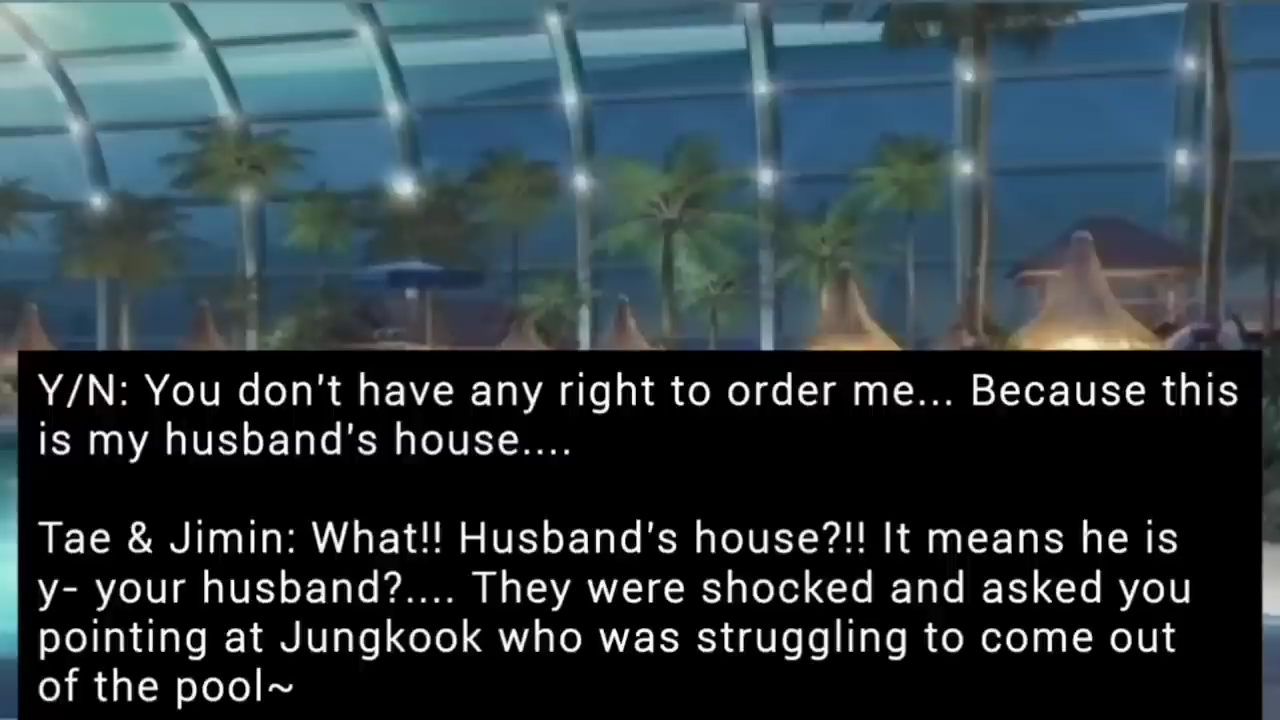 Y/N: You don't have any right to order me... Because this
is my husband's house....
Tae & Jimin: What!! Husband's house?!! It means he is
y- your husband?.... They were shocked and asked you
pointing at Jungkook who was struggling to come out
of the pool~